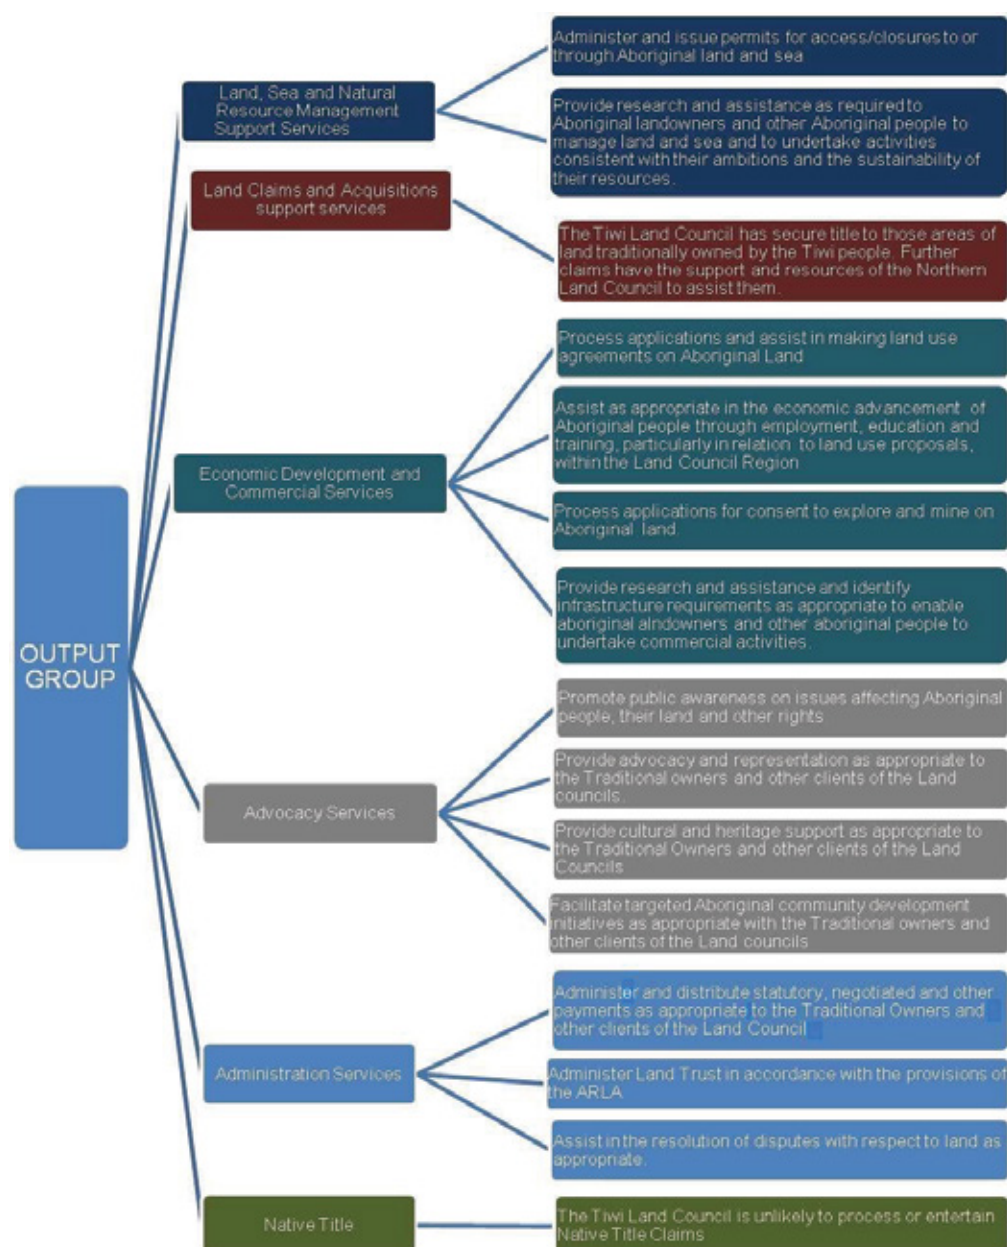 OUTPUT
GROUP
Land, Sea and Natural
Resource Management
Support Services
Administer and issue permits for access/closures to or
through Aboriginal land and sea
Provide research and assistance as required to
Aboriginal landowners and other Aboriginal people to
manage land and sea and to undertake activities
consistent with their ambitions and the sustainability of
their resources.
Land Claims and Acquisitions
support services
The Tiwi Land Council has secure title to those areas of
land traditionally owned by the Tiwi people. Further
claims have the support and resources of the Northern
Land Council to assist them.
Economic Development and
Commercial Services
Process applications and assist in making land use
agreements on Aboriginal Land
Assist as appropriate in the economic advancement of
Aboriginal people through employment, education and
training, particularly in relation to land use proposals,
within the Land Council Region
Process applications for consent to explore and mine on
Aboriginal land.
Provide research and assistance and identify
infrastructure requirements as appropriate to enable
aboriginal alndowners and other aboriginal people to
undertake commercial activities.
Advocacy Services
Promote public awareness on issues affecting Aboriginal
people, their land and other rights
Provide advocacy and representation as appropriate to
the Traditional owners and other clients of the Land
councils.
Provide cultural and heritage support as appropriate to
the Traditional Owners and other clients of the Land
Councils
Facilitate targeted Aboriginal community development
initiatives as appropriate with the Traditional owners and
other clients of the Land councils
Administration Services
Administer and distribute statutory, negotiated and other
payments as appropriate to the Traditional Owners and
other clients of the Land Council
Administer Land Trust in accordance with the provisions of
the ARLA
Assist in the resolution of disputes with respect to land as
appropriate.
Native Title
The Tiwi Land Council is unlikely to process or entertain
Native Title Claims